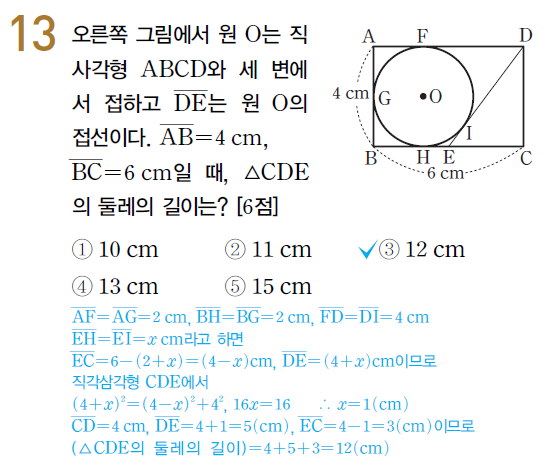 13 오른쪽 그림에서 원 O는 직
사각형 ABCD와 세 변에
서 접하고 DE는 원 O의
접선이다. AB=4 cm,
BC=6 cm일 때, △CDE
의 둘레의 길이는? [6점]
A F D
4 cm G O
I
B H E C
6 cm
① 10 cm ② 11 cm ③ 12 cm
④ 13 cm ⑤ 15 cm
AF=AG=2 cm, BH=BG=2 cm, FD=DI=4 cm
EH=EI=x cm라고 하면
EC=6-(2+x)=(4-x)cm, DE=(4+x)cm이므로
직각삼각형 CDE에서
(4+x)²=(4-x)²+4², 16x=16 ∴ x=1(cm)
CD=4 cm, DE=4+1=5(cm), EC=4-1=3(cm)이므로
(△CDE의 둘레의 길이)=4+5+3=12(cm)